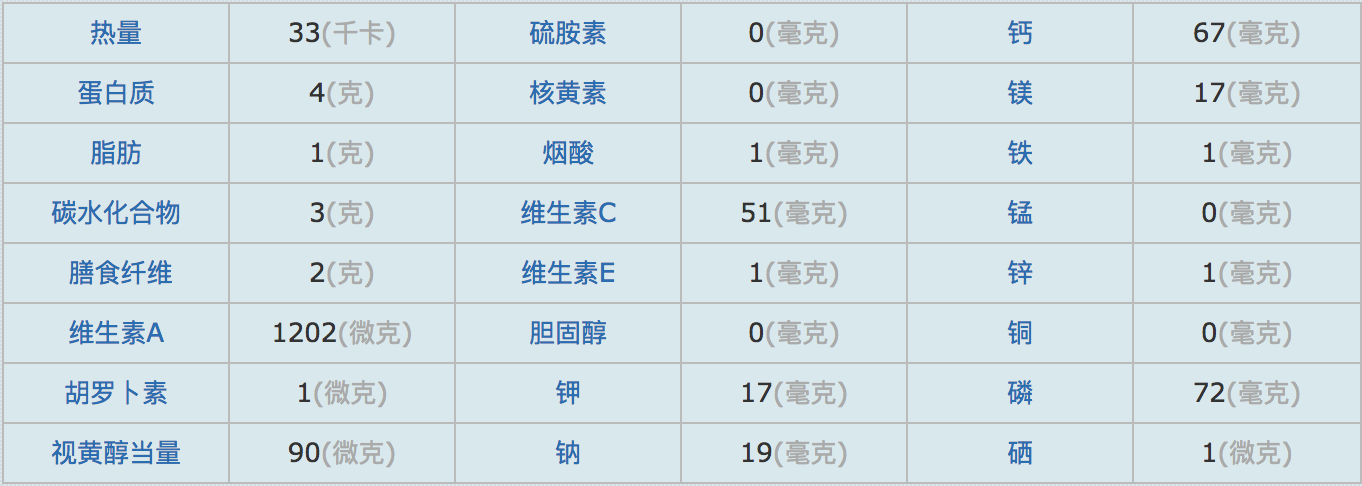 热量 33(千卡) 硫胺素 0(毫克) 钙 67(毫克)
蛋白质 4(克) 核黄素 0(毫克) 镁 17(毫克)
脂肪 1(克) 烟酸 1(毫克) 铁 1(毫克)
碳水化合物 3(克) 维生素C 51(毫克) 锰 0(毫克)
膳食纤维 2(克) 维生素E 1(毫克) 锌 1(毫克)
维生素A 1202(微克) 胆固醇 0(毫克) 铜 0(毫克)
胡罗卜素 1(微克) 钾 17(毫克) 磷 72(毫克)
视黄醇当量 90(微克) 钠 19(毫克) 硒 1(微克)